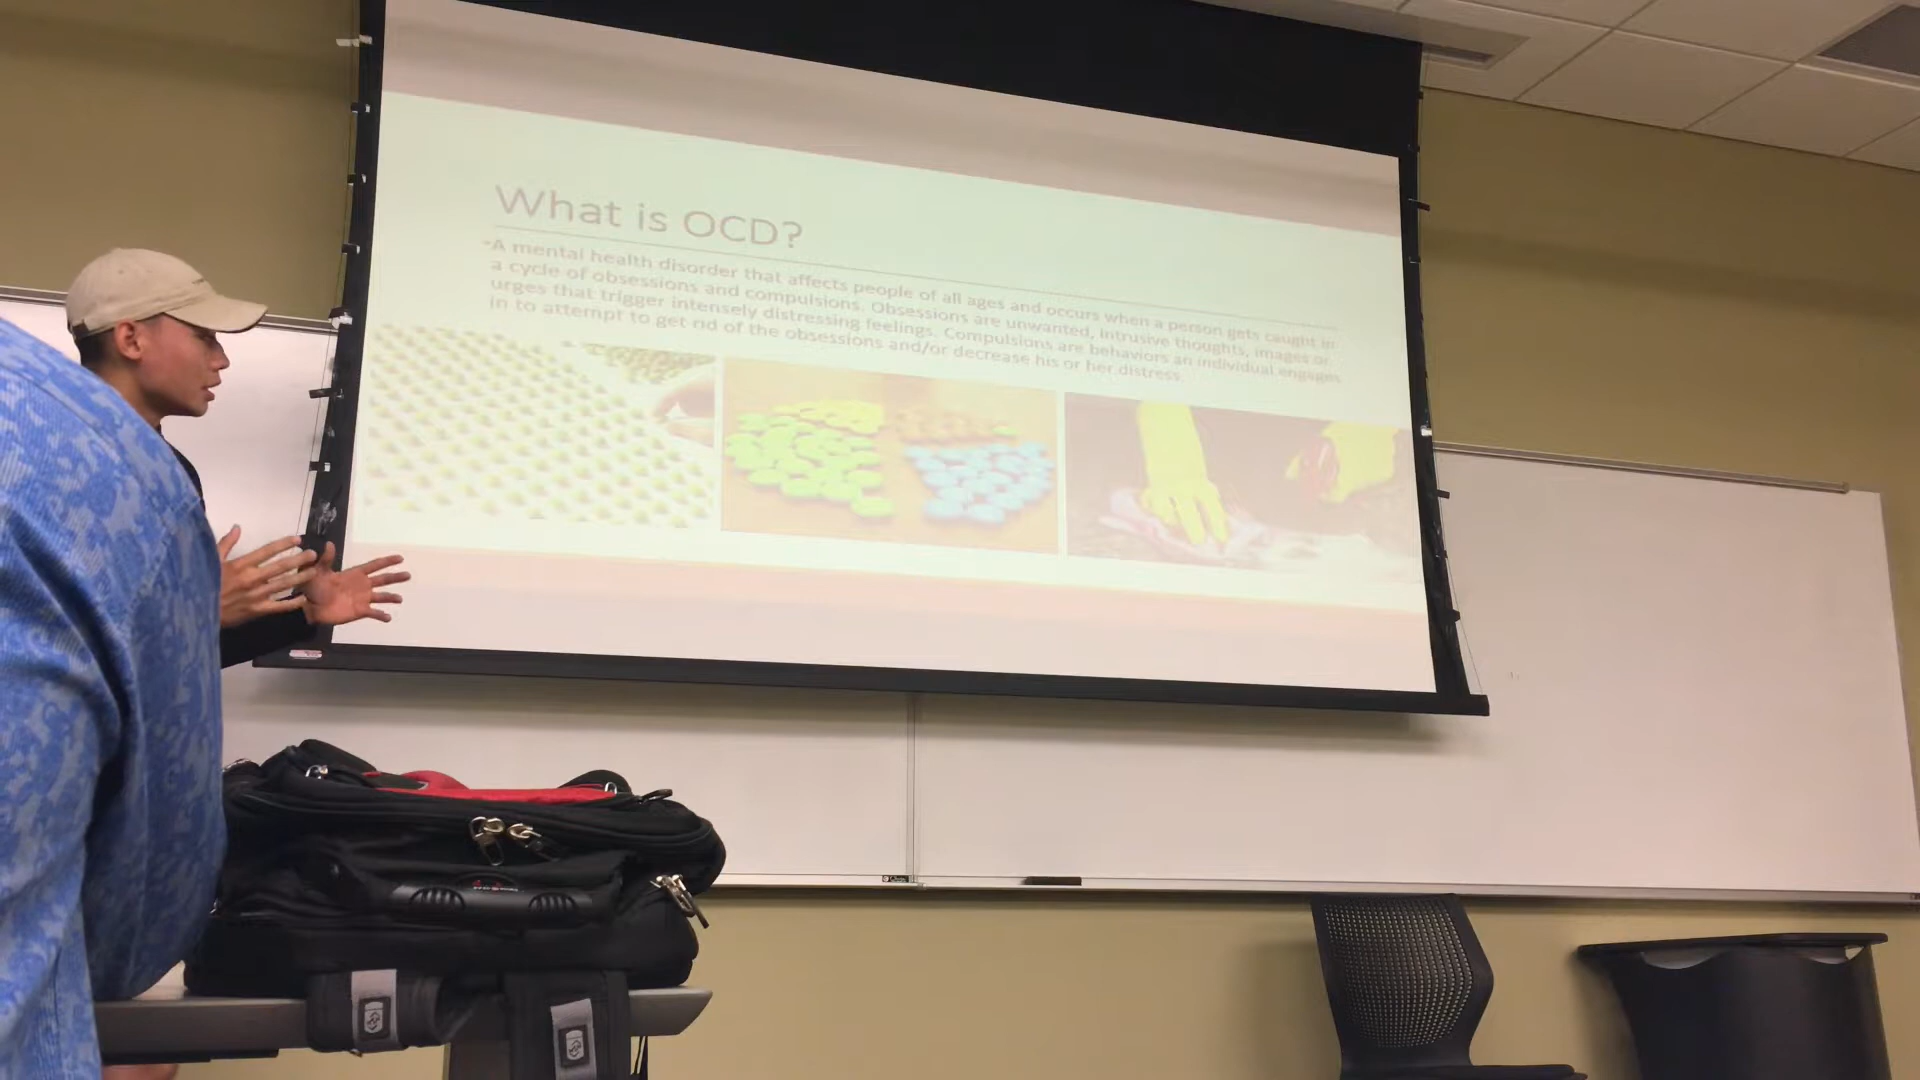 What is OCD?
•A mental health disorder that affects people of all ages and occurs when a person gets caught in
a cycle of obsessions and compulsions. Obsessions are unwanted, intrusive thoughts, images or
urges that trigger intensely distressing feelings. Compulsions are behaviors an individual engages
in to attempt to get rid of the obsessions and/or decrease his or her distress.